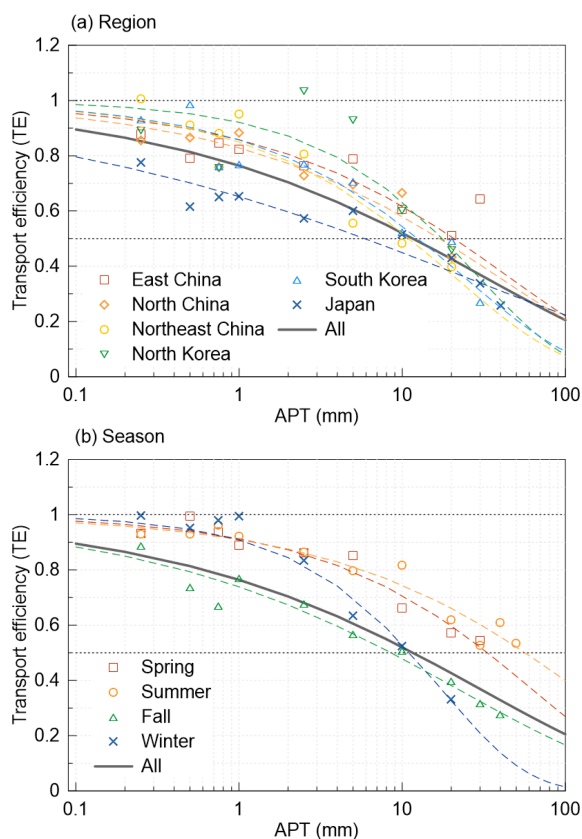 (a) Region
1.2
1
0.8
0.6
0.4
0.2
0
Transport efficiency (TE)
East China
North China
Northeast China
North Korea
South Korea
Japan
All
0.1
1
10
100
APT (mm)
(b) Season
1.2
1
0.8
0.6
0.4
0.2
0
Transport efficiency (TE)
Spring
Summer
Fall
Winter
All
0.1
1
10
100
APT (mm)